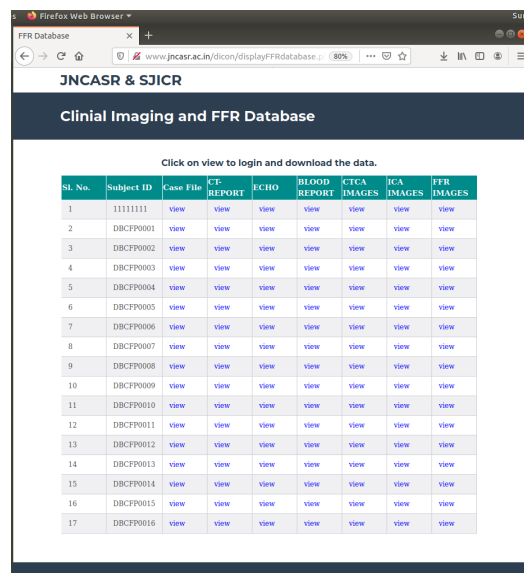 s Firefox Web Browser ▾ Su
FFR Database × +
www.jncasr.ac.in/dicon/displayFFRdatabase.p 80%
JNCASR & SJICR
Clinial Imaging and FFR Database
Click on view to login and download the data.
Sl. No. Subject ID Case File CT-REPORT ECHO BLOOD REPORT CTCA IMAGES ICA IMAGES FFR IMAGES
1 11111111 view view view view view view view
2 DBCFP0001 view view view view view view view
3 DBCFP0002 view view view view view view view
4 DBCFP0003 view view view view view view view
5 DBCFP0004 view view view view view view view
6 DBCFP0005 view view view view view view view
7 DBCFP0006 view view view view view view view
8 DBCFP0007 view view view view view view view
9 DBCFP0008 view view view view view view view
10 DBCFP0009 view view view view view view view
11 DBCFP0010 view view view view view view view
12 DBCFP0011 view view view view view view view
13 DBCFP0012 view view view view view view view
14 DBCFP0013 view view view view view view view
15 DBCFP0014 view view view view view view view
16 DBCFP0015 view view view view view view view
17 DBCFP0016 view view view view view view view